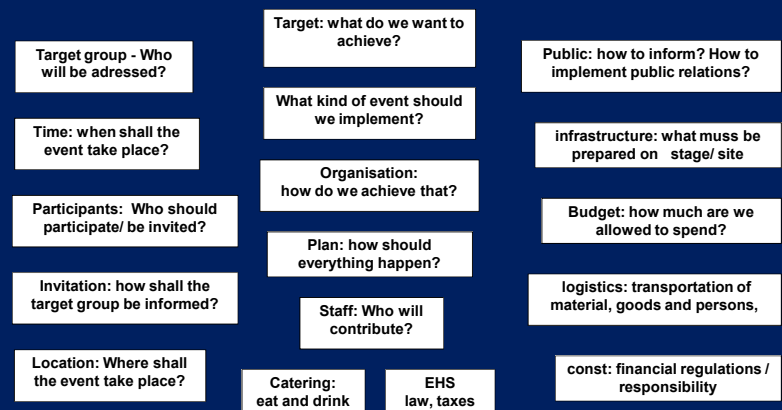 Target group - Who
will be adressed?
Time: when shall the
event take place?
Participants: Who should
participate/ be invited?
Invitation: how shall the
target group be informed?
Location: Where shall
the event take place?
Target: what do we want to
achieve?
What kind of event should
we implement?
Organisation:
how do we achieve that?
Plan: how should
everything happen?
Staff: Who will
contribute?
Catering:
eat and drink
EHS
law, taxes
Public: how to inform? How to
implement public relations?
infrastructure: what muss be
prepared on stage/ site
Budget: how much are we
allowed to spend?
logistics: transportation of
material, goods and persons,
const: financial regulations /
responsibility